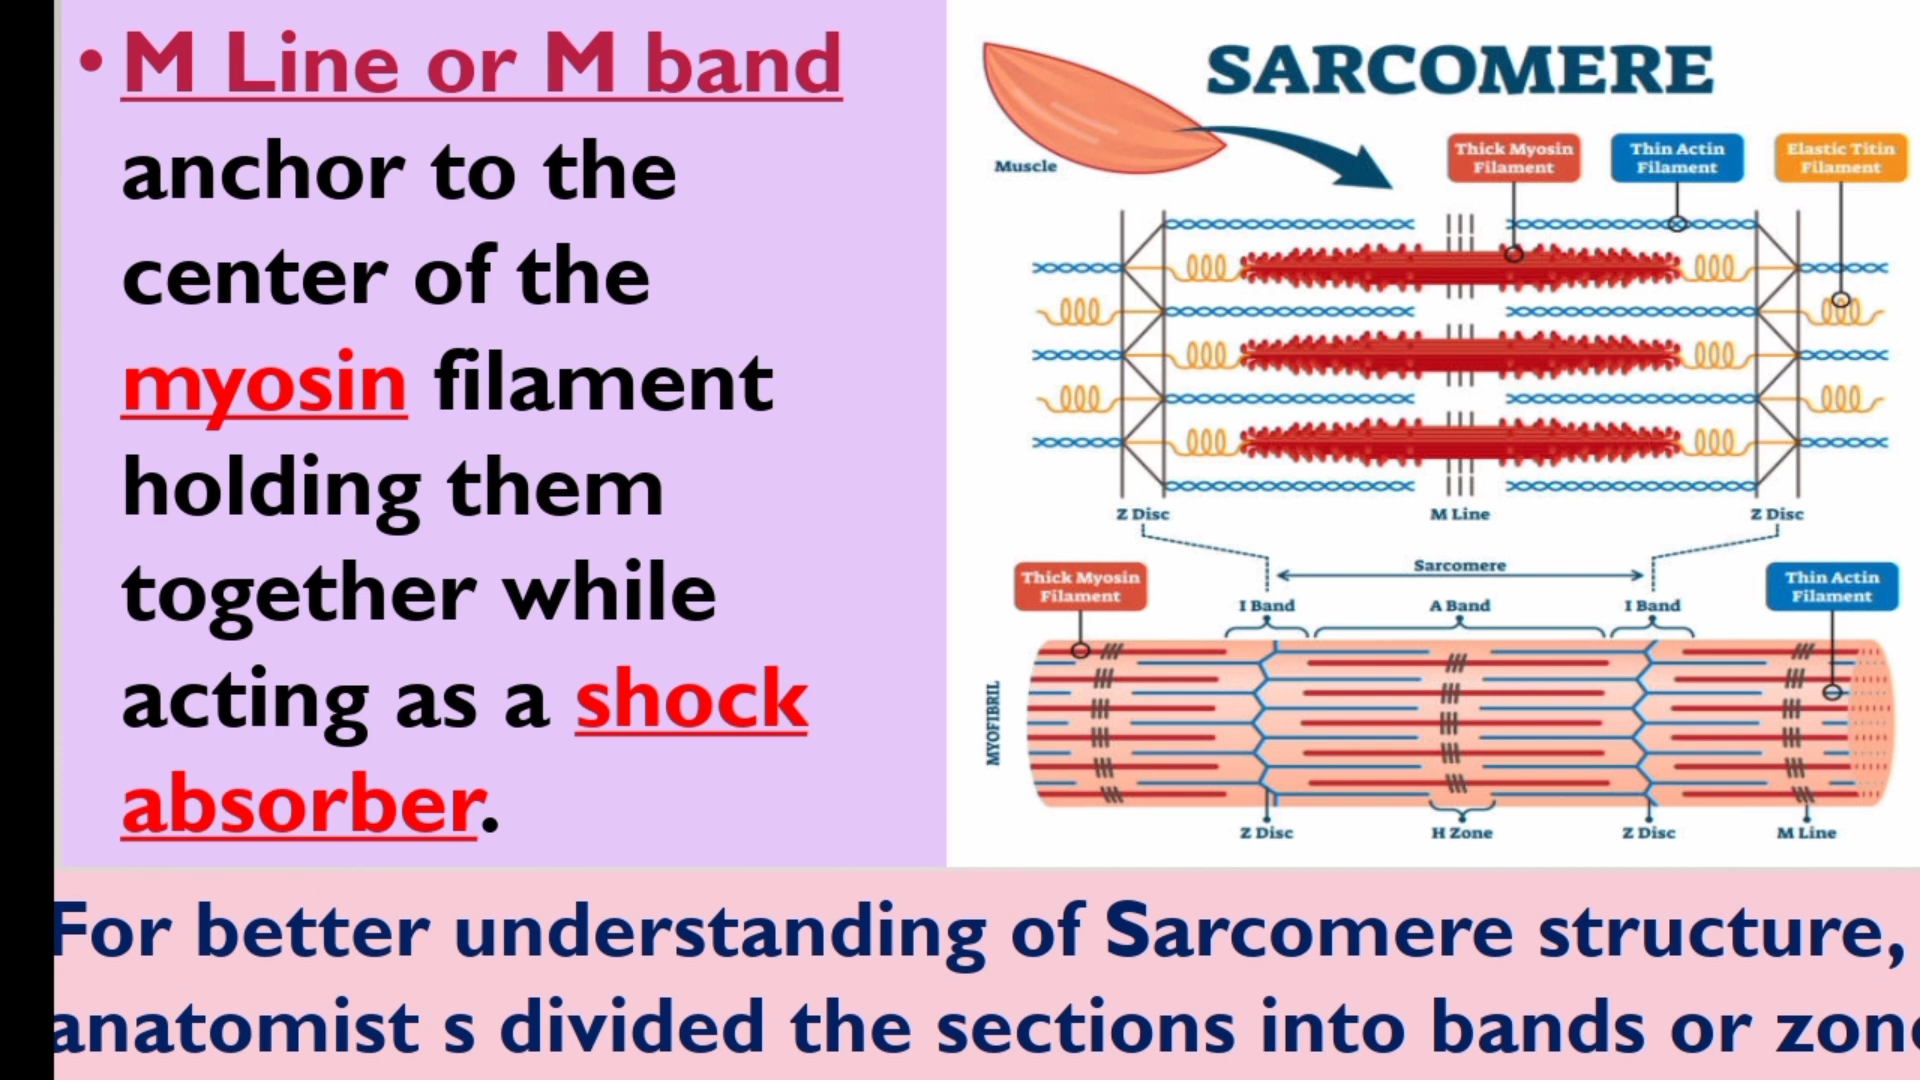 • M Line or M band
anchor to the
center of the
myosin filament
holding them
together while
acting as a shock
absorber.
SARCOMERE
Muscle
Thick Myosin
Filament
Thin Actin
Filament
Elastic Titin
Filament
Z Disc
M Line
Z Disc
Sarcomere
Thick Myosin
Filament
Thin Actin
Filament
I Band
A Band
I Band
MYOFIBRIL
Z Disc
H Zone
Z Disc
M Line
For better understanding of Sarcomere structure,
anatomist s divided the sections into bands or zon